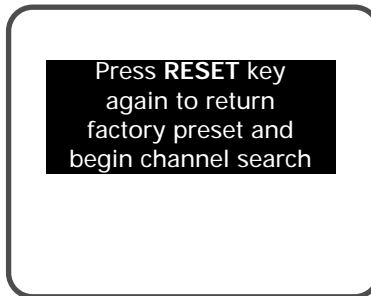 Press RESET key
again to return
factory preset and
begin channel search